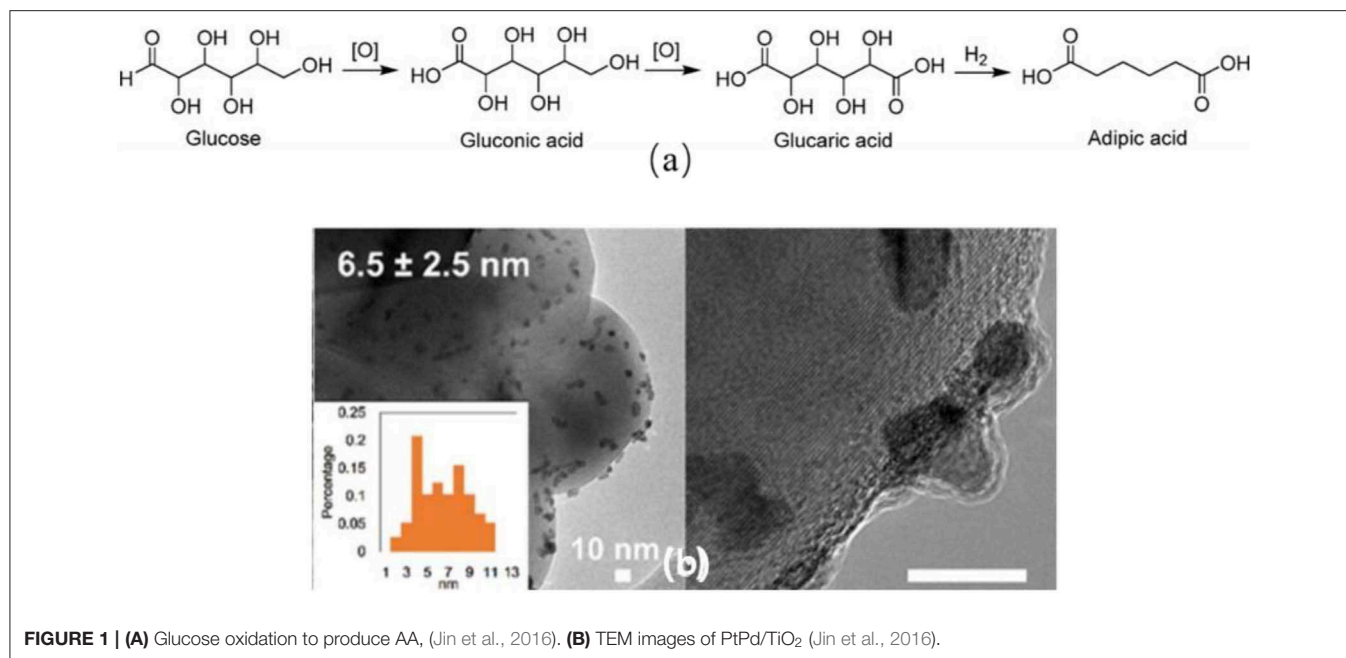 O OH OH O OH OH O OH OH O
[O] [O] H2
H OH HO OH HO OH HO OH
OH OH OH OH OH OH O O
Glucose Gluconic acid Glucaric acid Adipic acid
(a)
6.5 ± 2.5 nm
0.25
0.2
0.15
0.1
0.05
0
Percentage
1 3 5 7 9 11 13
nm
10 nm
(b)
FIGURE 1 | (A) Glucose oxidation to produce AA, (Jin et al., 2016). (B) TEM images of PtPd/TiO2 (Jin et al., 2016).